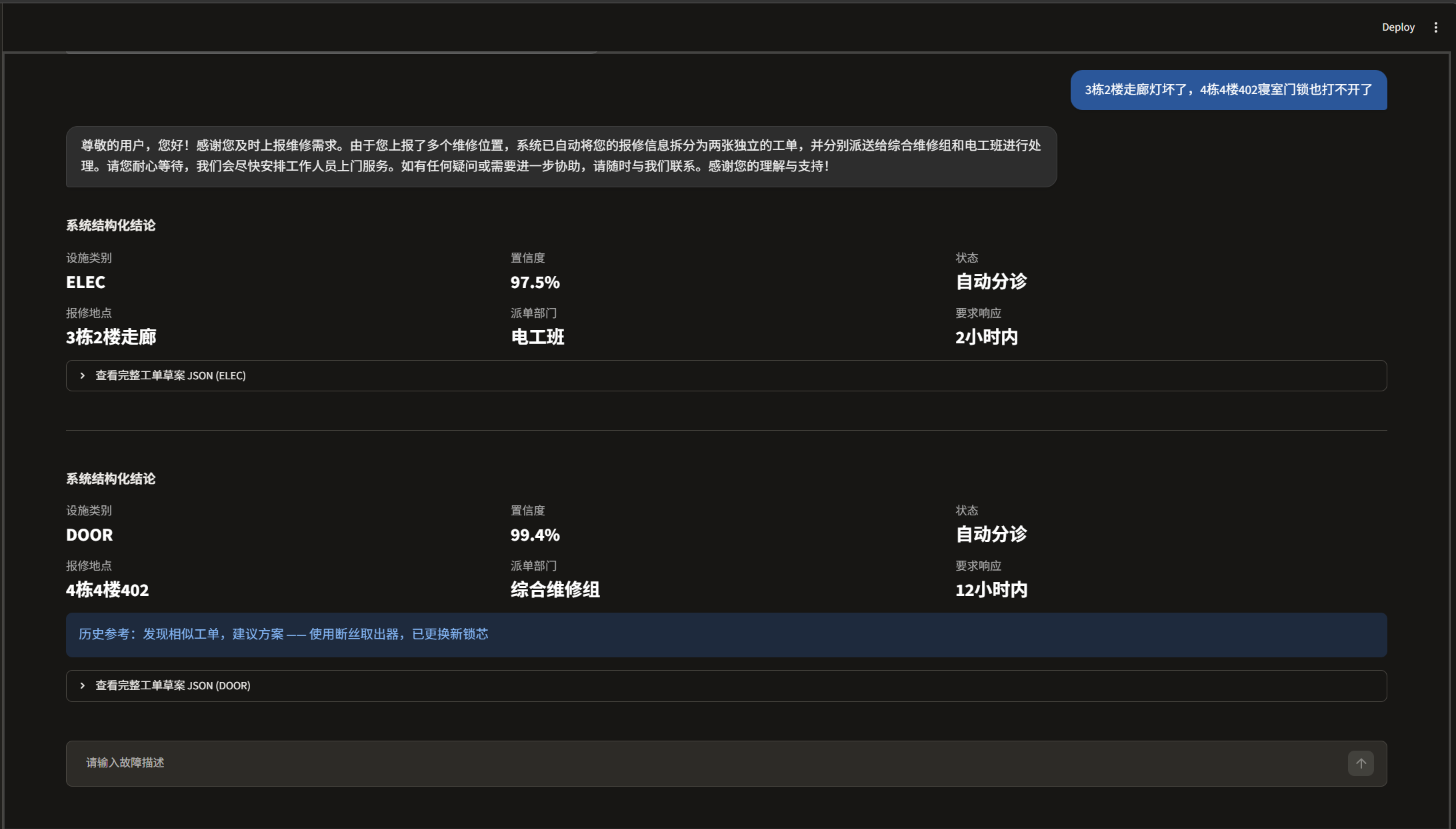 Deploy
3栋2楼走廊灯坏了，4栋4楼402寝室门锁也打不开了
尊敬的用户，您好！感谢您及时上报维修需求。由于您上报了多个维修位置，系统已自动将您的报修信息拆分为两张独立的工单，并分别派送给综合维修组和电工班进行处
理。请您耐心等待，我们会尽快安排工作人员上门服务。如有任何疑问或需要进一步协助，请随时与我们联系。感谢您的理解与支持！
系统结构化结论
设施类别 置信度 状态
ELEC 97.5% 自动分诊
报修地点 派单部门 要求响应
3栋2楼走廊 电工班 2小时内
查看完整工单草案 JSON (ELEC)
系统结构化结论
设施类别 置信度 状态
DOOR 99.4% 自动分诊
报修地点 派单部门 要求响应
4栋4楼402 综合维修组 12小时内
历史参考：发现相似工单，建议方案 —— 使用断丝取出器，已更换新锁芯
查看完整工单草案 JSON (DOOR)
请输入故障描述